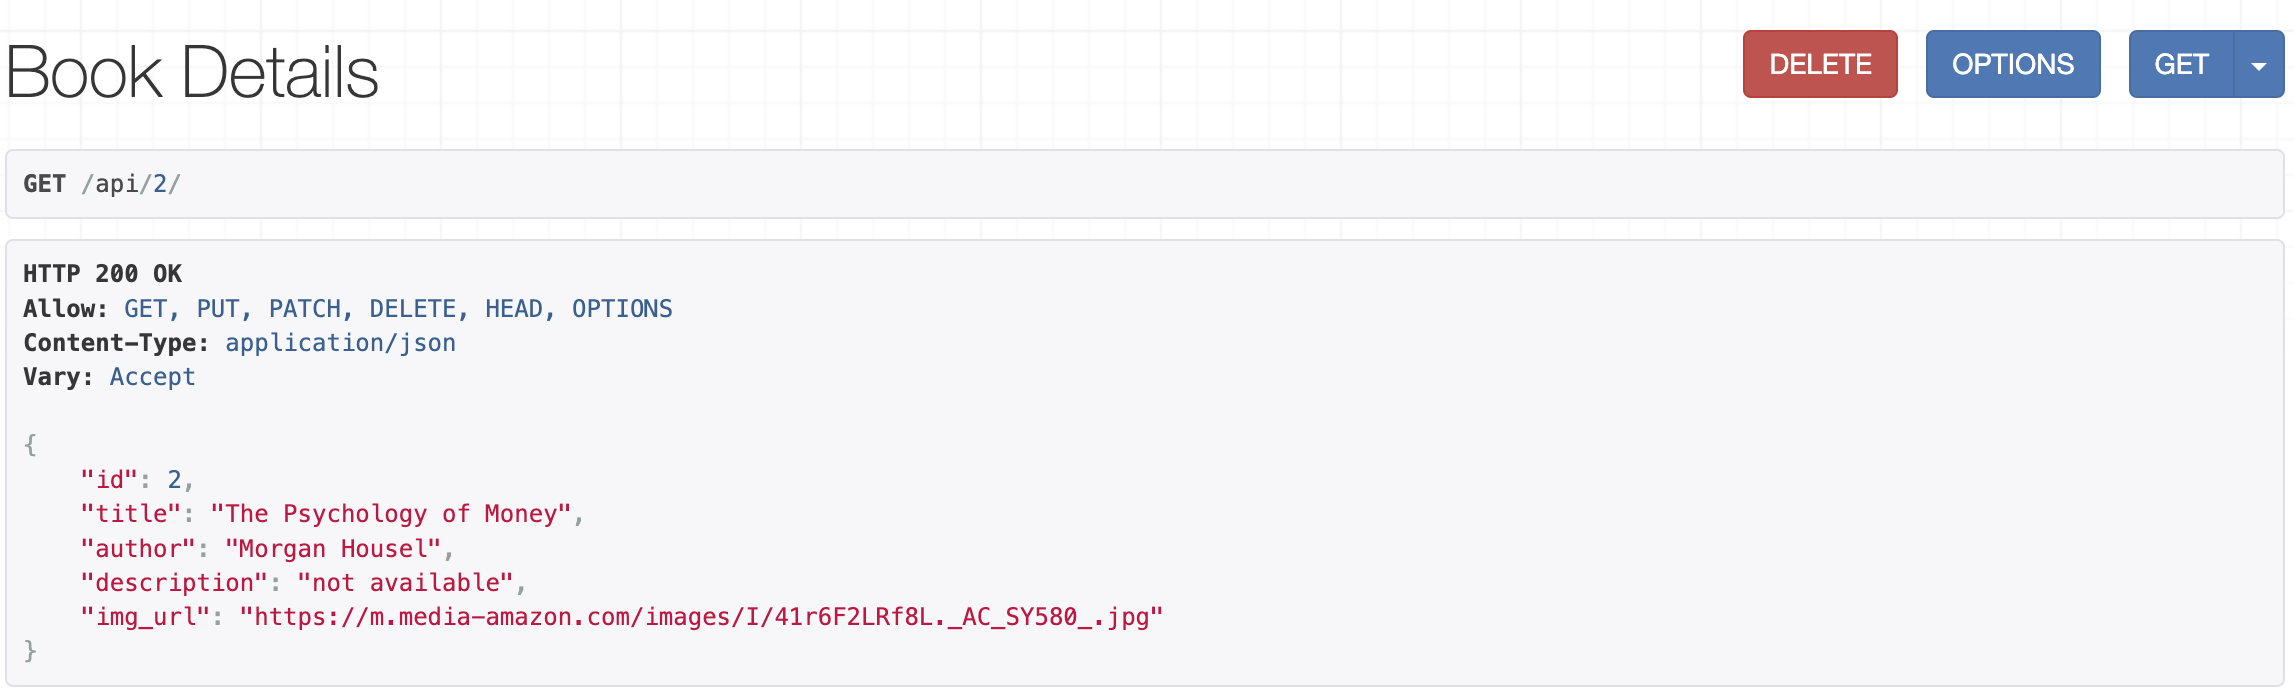 Book Details
DELETE
OPTIONS
GET
GET /api/2/
HTTP 200 OK
Allow: GET, PUT, PATCH, DELETE, HEAD, OPTIONS
Content-Type: application/json
Vary: Accept
{
    "id": 2,
    "title": "The Psychology of Money",
    "author": "Morgan Housel",
    "description": "not available",
    "img_url": "https://m.media-amazon.com/images/I/41r6F2LRf8L._AC_SY580_.jpg"
}